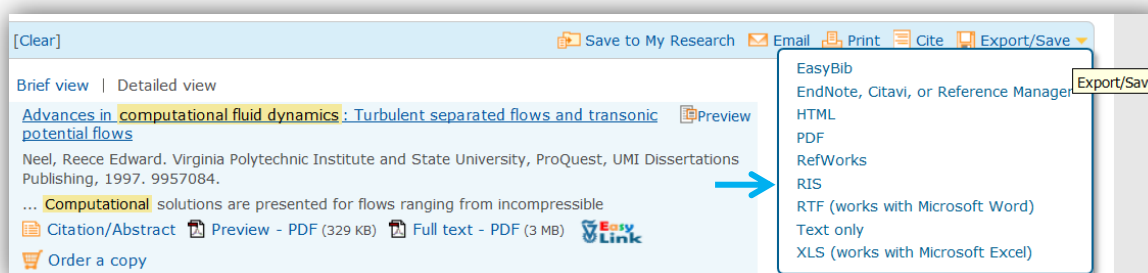 [Clear] Save to My Research Email Print Cite Export/Save
Brief view | Detailed view
Advances in computational fluid dynamics : Turbulent separated flows and transonic
potential flows
Preview
Neel, Reece Edward. Virginia Polytechnic Institute and State University, ProQuest, UMI Dissertations
Publishing, 1997. 9957084.
... Computational solutions are presented for flows ranging from incompressible
Citation/Abstract Preview - PDF (329 KB) Full text - PDF (3 MB) Easy Link
Order a copy
EasyBib
EndNote, Citavi, or Reference Manager
HTML
PDF
RefWorks
RIS
RTF (works with Microsoft Word)
Text only
XLS (works with Microsoft Excel)
Export/Sav